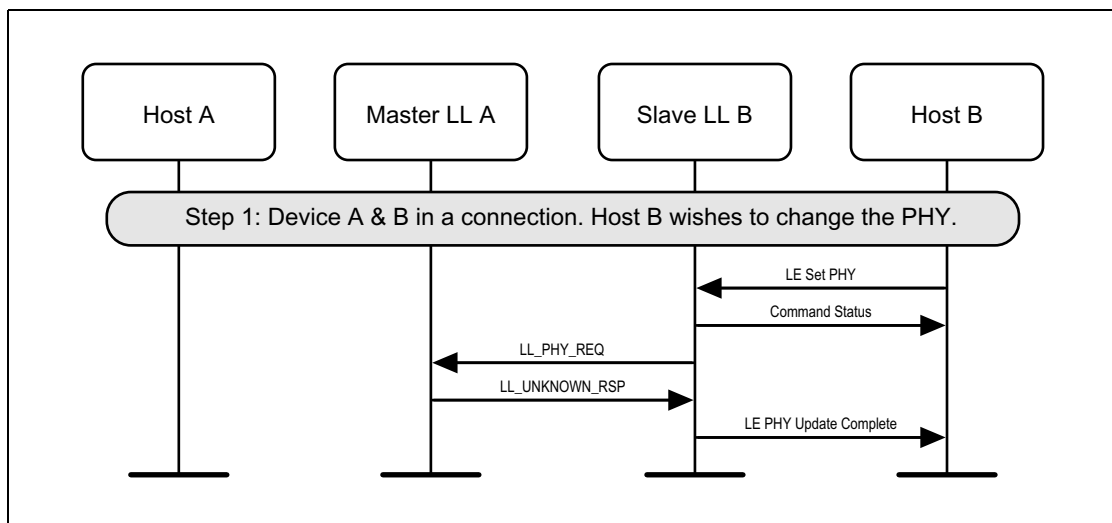 Host A
Master LL A
Slave LL B
Host B
Step 1: Device A & B in a connection. Host B wishes to change the PHY.
LE Set PHY
Command Status
LL_PHY_REQ
LL_UNKNOWN_RSP
LE PHY Update Complete